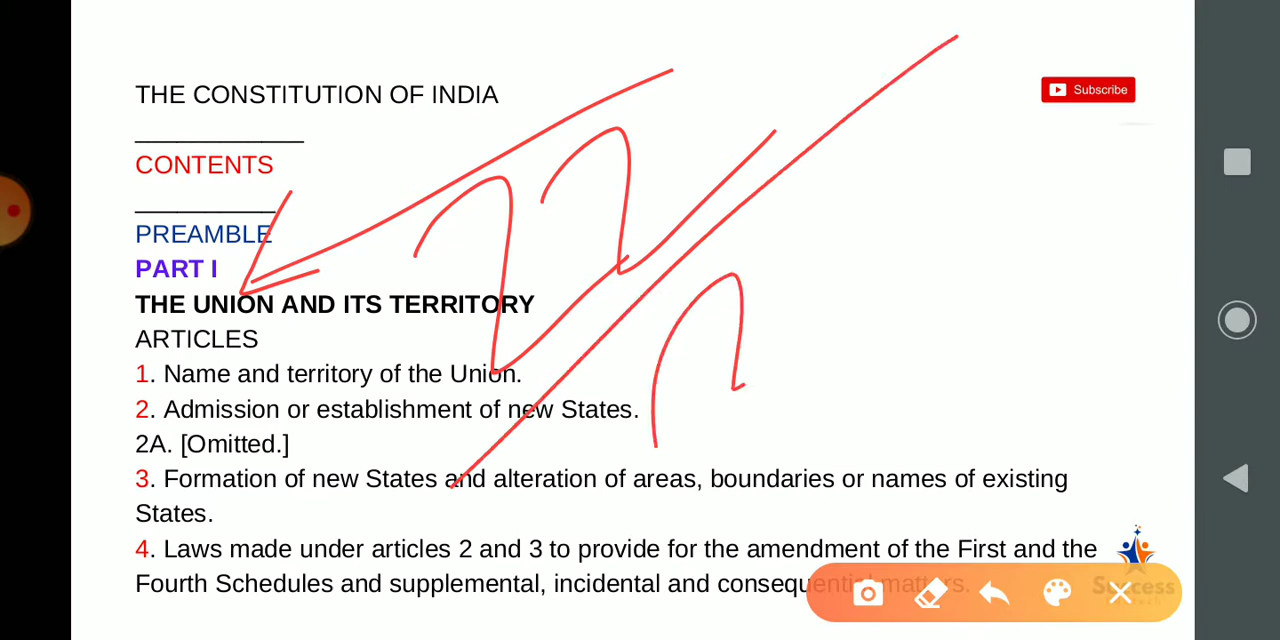 THE CONSTITUTION OF INDIA
Subscribe
CONTENTS
PREAMBLE
PART I
THE UNION AND ITS TERRITORY
ARTICLES
1. Name and territory of the Union.
2. Admission or establishment of new States.
2A. [Omitted.]
3. Formation of new States and alteration of areas, boundaries or names of existing
States.
4. Laws made under articles 2 and 3 to provide for the amendment of the First and the
Fourth Schedules and supplemental, incidental and consequential matters.
Success